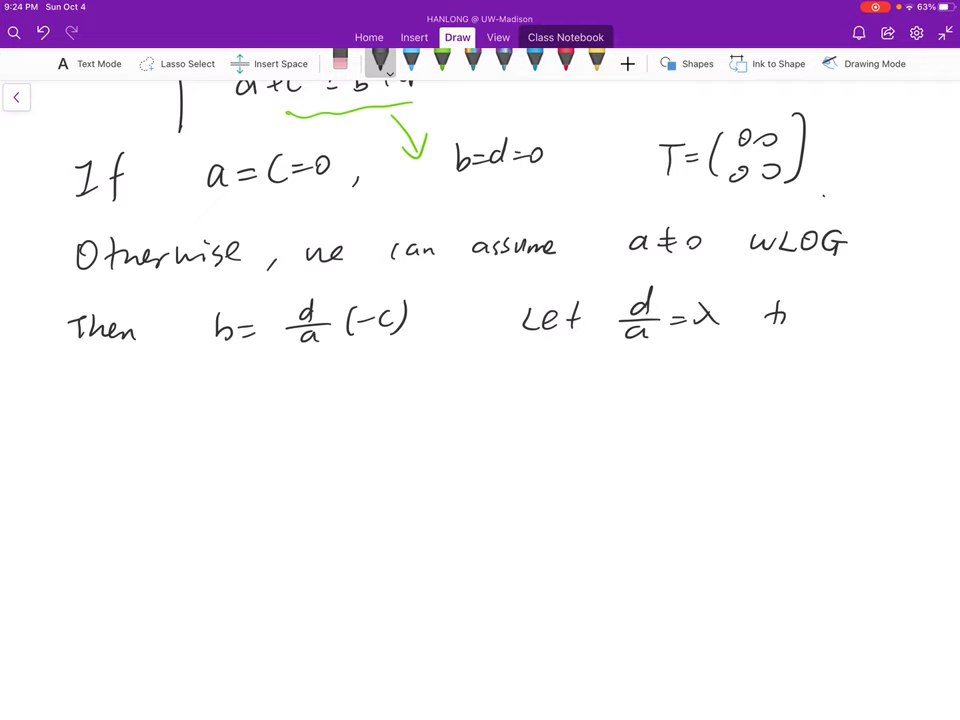 9:24 PM Sun Oct 4
63%
HANLONG @ UW-Madison
Home Insert Draw View Class Notebook
Text Mode Lasso Select Insert Space Shapes Ink to Shape Drawing Mode
If a = c = 0 , b = d = 0 T = ( 0 0 0 0 ) .
Otherwise , we can assume a ≠ 0 WLOG
Then b = d/a (-c) Let d/a = λ